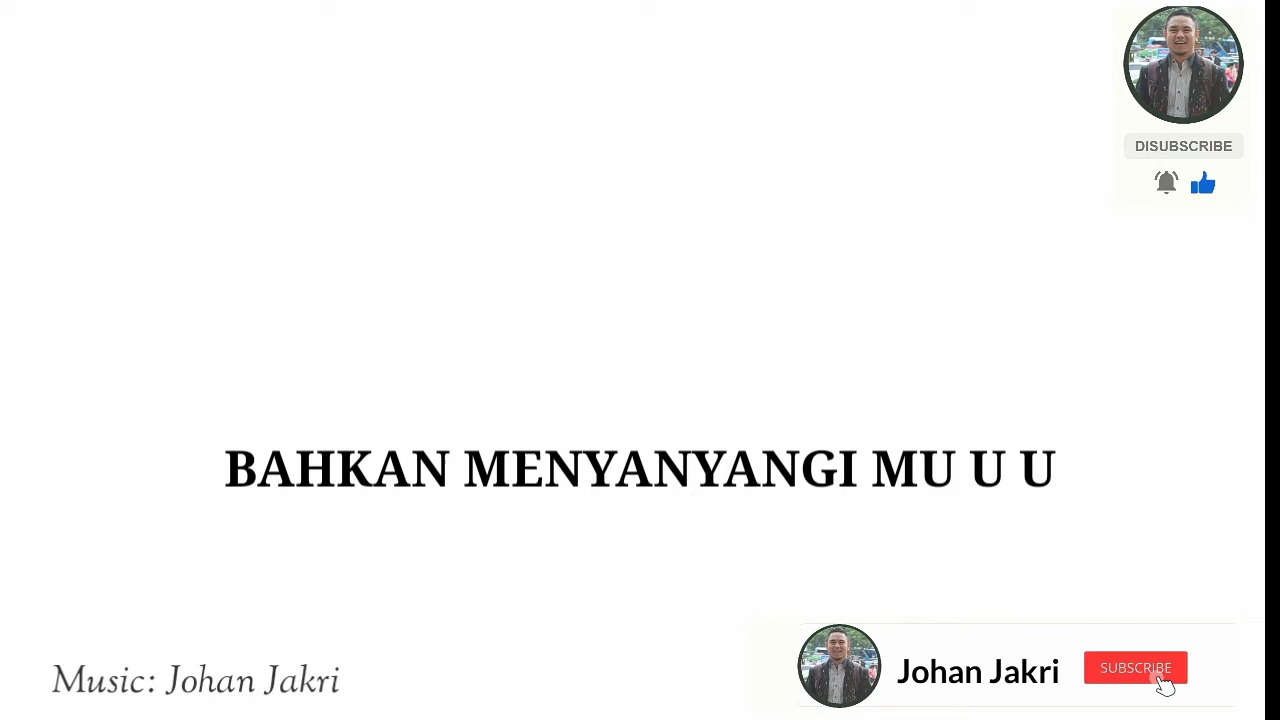 DISUBSCRIBE
BAHKAN MENYANYANGI MU U U
Music: Johan Jakri
Johan Jakri
SUBSCRIBE